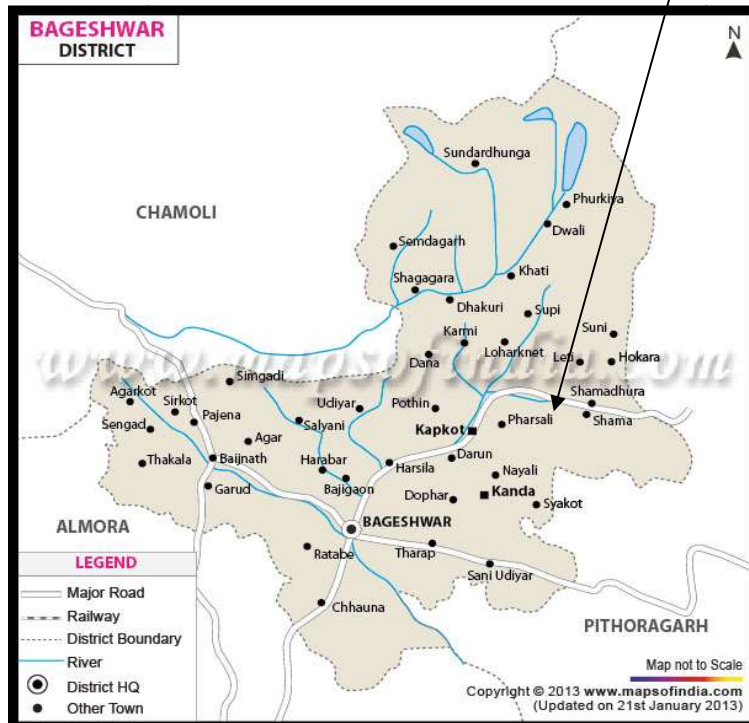 BAGESHWAR
DISTRICT
N
Sundardhunga
CHAMOLI
Phurkiya
Dwali
Semdagarh
Khati
Shagagara
Dhakuri
Supi
Karmi
Suni
www.mapsofindia.com
Loharknet
Leti
Hokara
Dana
Simgadi
Agarkot
Sirkot
Udiyar
Pothin
Shamadhura
Sengad
Pajena
Salyani
Kapkot
Pharsali
Shama
Agar
Thakala
Baijnath
Harabar
Harsila
Darun
Nayali
Garud
Bajigaon
Dophar
Kanda
Syakot
ALMORA
BAGESHWAR
LEGEND
Ratabe
Tharap
Sani Udiyar
Major Road
Railway
Chhauna
District Boundary
PITHORAGARH
River
District HQ
Other Town
Map not to Scale
Copyright © 2013 www.mapsofindia.com
(Updated on 21st January 2013)